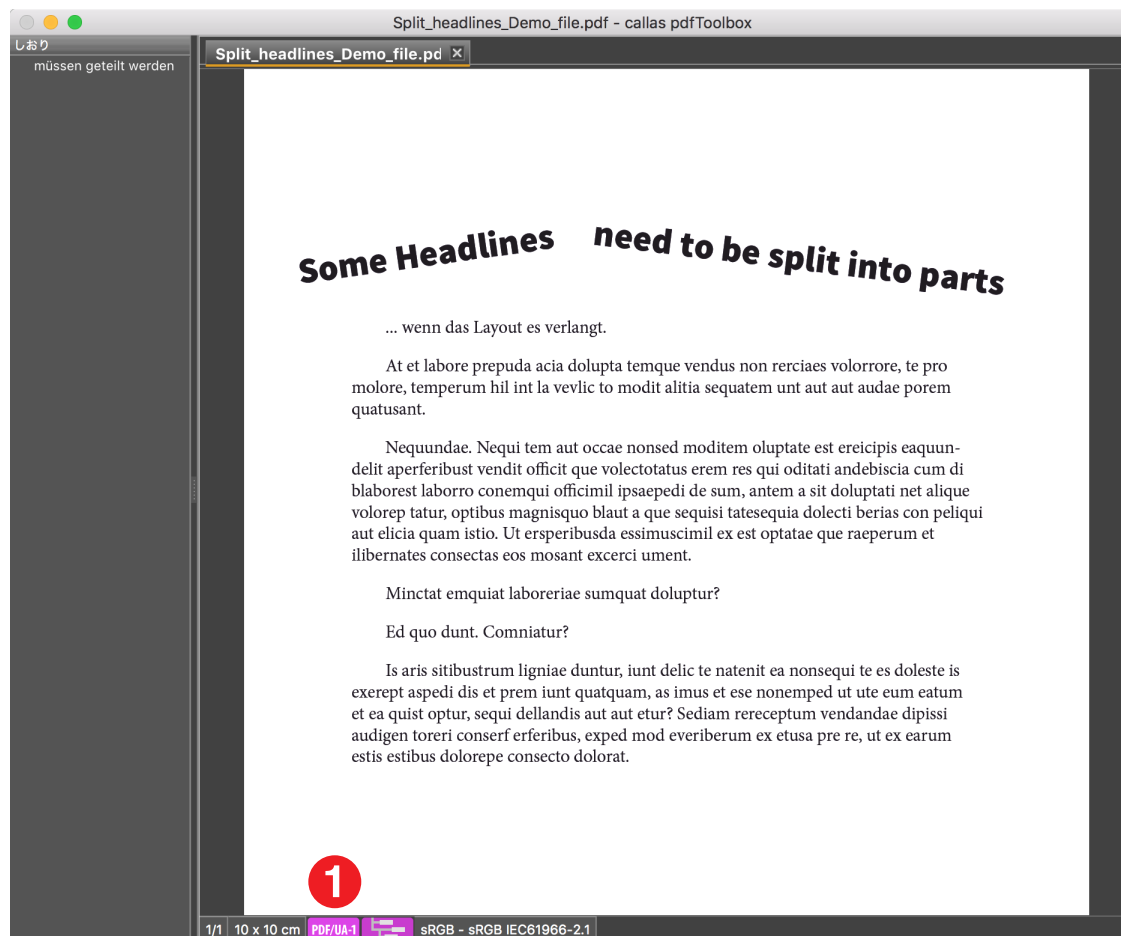 Split_headlines_Demo_file.pdf - callas pdfToolbox
しおり
müssen geteilt werden
Split_headlines_Demo_file.pd
Some Headlines need to be split into parts
... wenn das Layout es verlangt.
At et labore prepuda acia dolupta temque vendus non rerciaes volorrore, te pro
molore, temperum hil int la vevlic to modit alitia sequatem unt aut aut audae porem
quatusant.
Nequundae. Nequi tem aut occae nonsed moditem oluptate est ereicipis eaquun-
delit aperferibust vendit officit que volectotatus erem res qui oditati andebiscia cum di
blaborest laborro conemqui officimil ipsaepedi de sum, antem a sit doluptati net alique
volorep tatur, optibus magnisquo blaut a que sequisi tatesequia dolecti berias con peliqui
aut elicia quam istio. Ut ersperibusda essimuscimil ex est optatae que raeperum et
ilibernates consectas eos mosant excerci ument.
Minctat emquiat laboreriae sumquat doluptur?
Ed quo dunt. Comniatur?
Is aris sitibustrum ligniae duntur, iunt delic te natenit ea nonsequi te es doleste is
exerept aspedi dis et prem iunt quatquam, as imus et ese nonemped ut ute eum eatum
et ea quist optur, sequi dellandis aut aut etur? Sediam rereceptum vendandae dipissi
audigen toreri conserf erferibus, exped mod everiberum ex etusa pre re, ut ex earum
estis estibus dolorepe consecto dolorat.
1
1/1 10 x 10 cm PDF/UA-1 sRGB - sRGB IEC61966-2.1